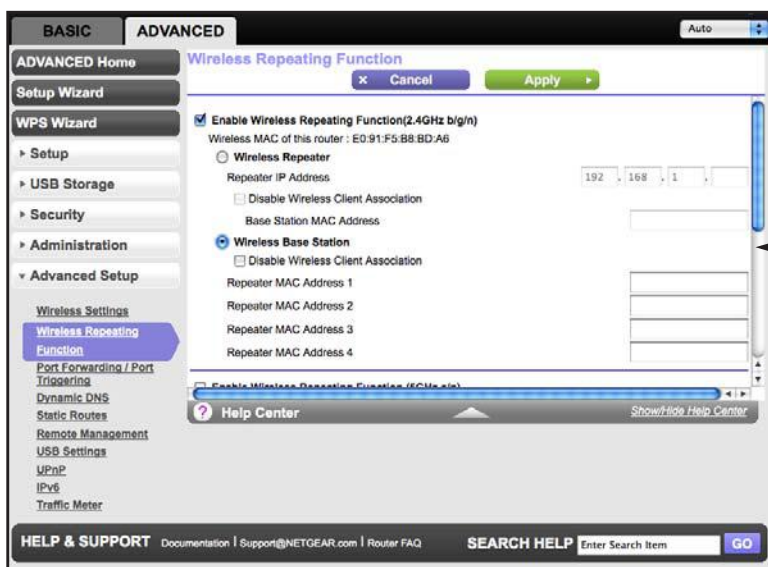 BASIC ADVANCED Auto
ADVANCED Home
Setup Wizard
WPS Wizard
Setup
USB Storage
Security
Administration
Advanced Setup
Wireless Settings
Wireless Repeating
Function
Port Forwarding / Port
Triggering
Dynamic DNS
Static Routes
Remote Management
USB Settings
UPnP
IPv6
Traffic Meter
Wireless Repeating Function
× Cancel Apply
Enable Wireless Repeating Function(2.4GHz b/g/n)
Wireless MAC of this router : E0:91:F5:B8:BD:A6
Wireless Repeater
Repeater IP Address 192 . 168 . 1 .
Disable Wireless Client Association
Base Station MAC Address
Wireless Base Station
Disable Wireless Client Association
Repeater MAC Address 1
Repeater MAC Address 2
Repeater MAC Address 3
Repeater MAC Address 4
Enable Wireless Repeating Function (5GHz a/n)
? Help Center Show/Hide Help Center
HELP & SUPPORT Documentation | Support@NETGEAR.com | Router FAQ SEARCH HELP Enter Search Item GO